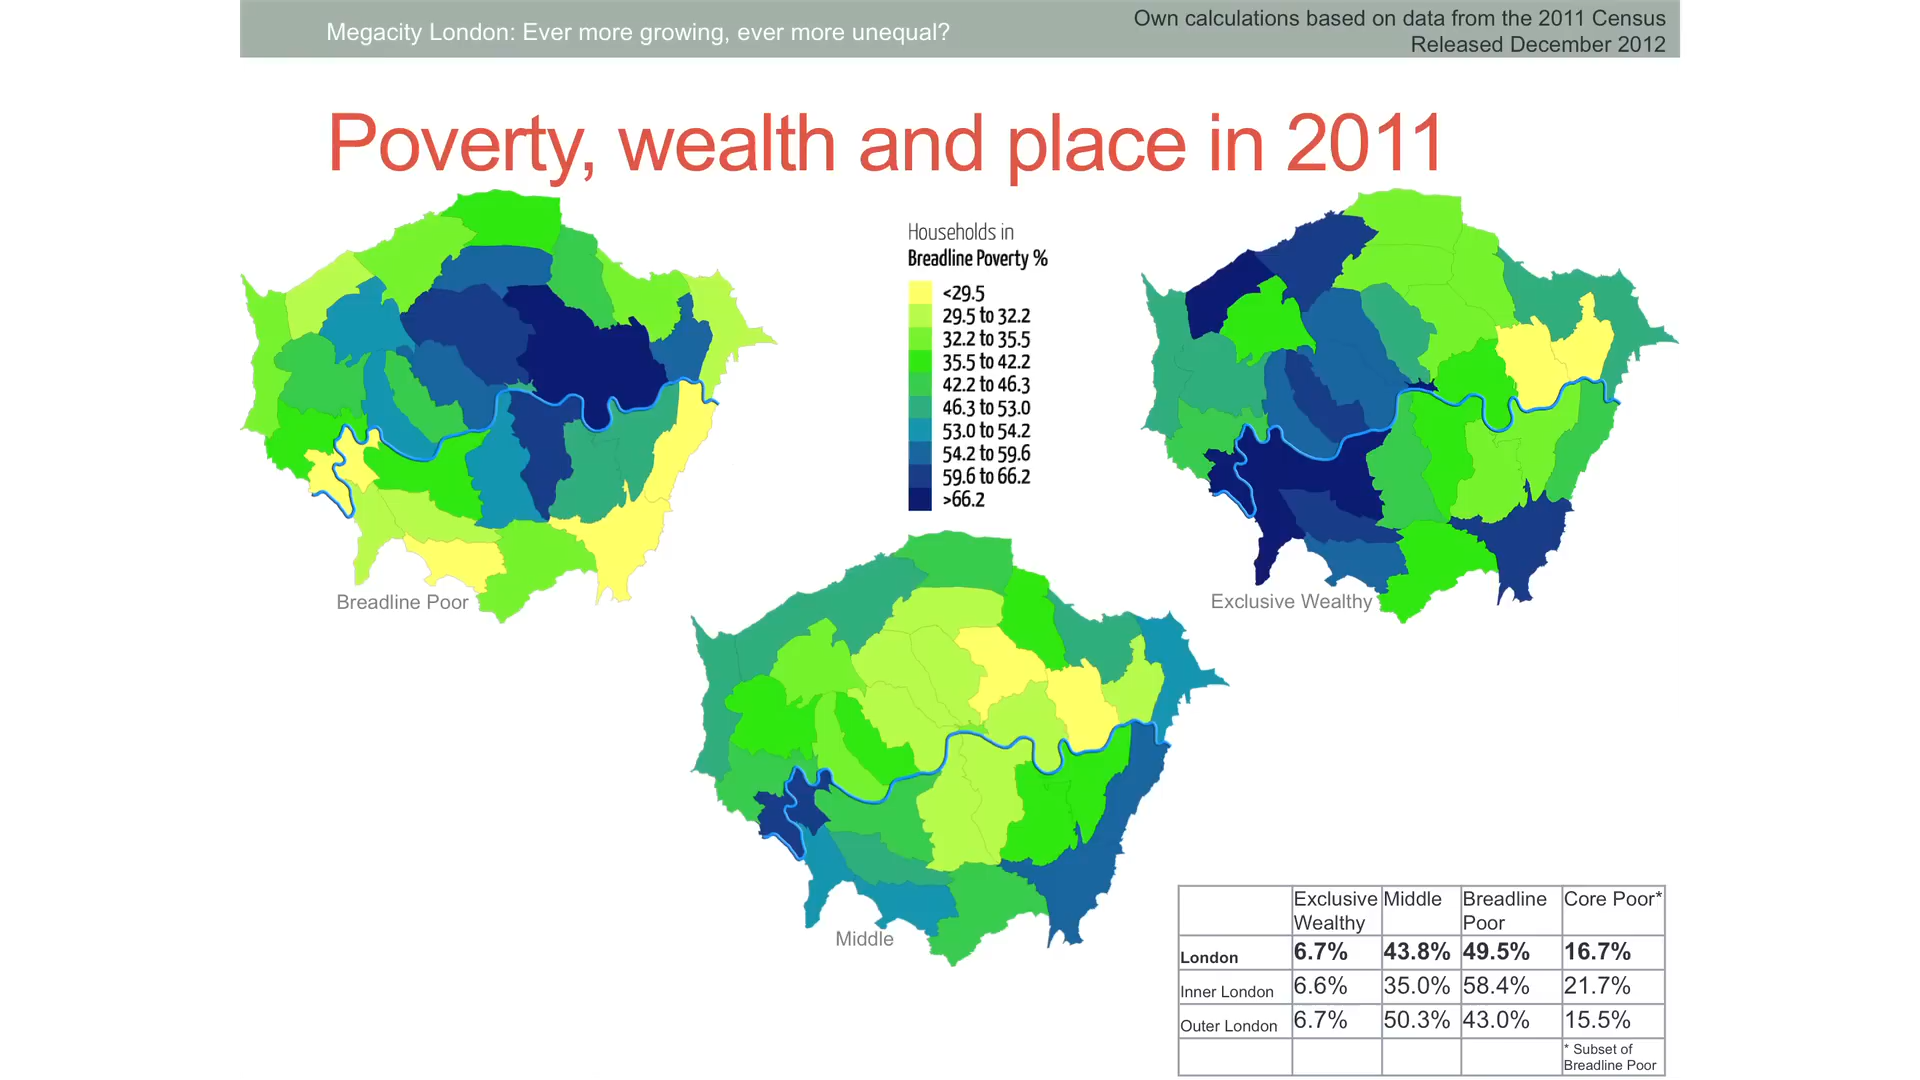 Megacity London: Ever more growing, ever more unequal?
Own calculations based on data from the 2011 Census
Released December 2012
Poverty, wealth and place in 2011
Households in
Breadline Poverty %
<29.5
29.5 to 32.2
32.2 to 35.5
35.5 to 42.2
42.2 to 46.3
46.3 to 53.0
53.0 to 54.2
54.2 to 59.6
59.6 to 66.2
>66.2
Breadline Poor
Exclusive Wealthy
Middle
Exclusive Wealthy Middle Breadline Poor Core Poor*
London 6.7% 43.8% 49.5% 16.7%
Inner London 6.6% 35.0% 58.4% 21.7%
Outer London 6.7% 50.3% 43.0% 15.5%
* Subset of
Breadline Poor